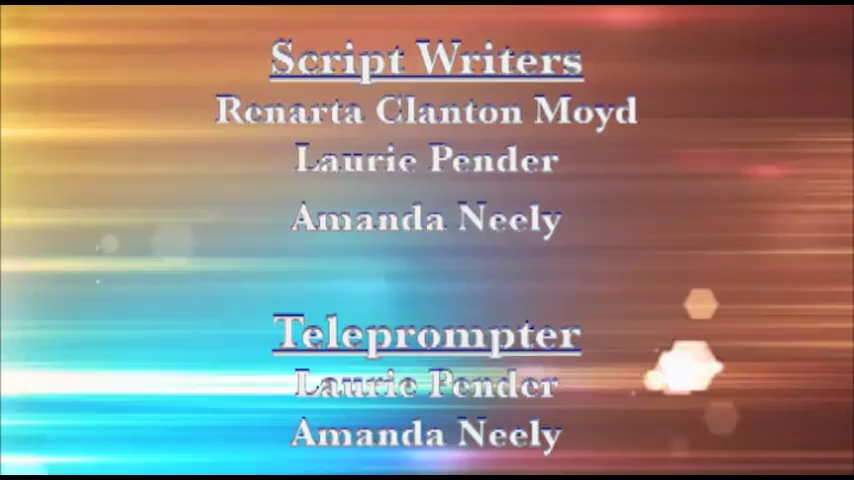 Script Writers
Renarta Clanton Moyd
Laurie Pender
Amanda Neely
Teleprompter
Laurie Pender
Amanda Neely